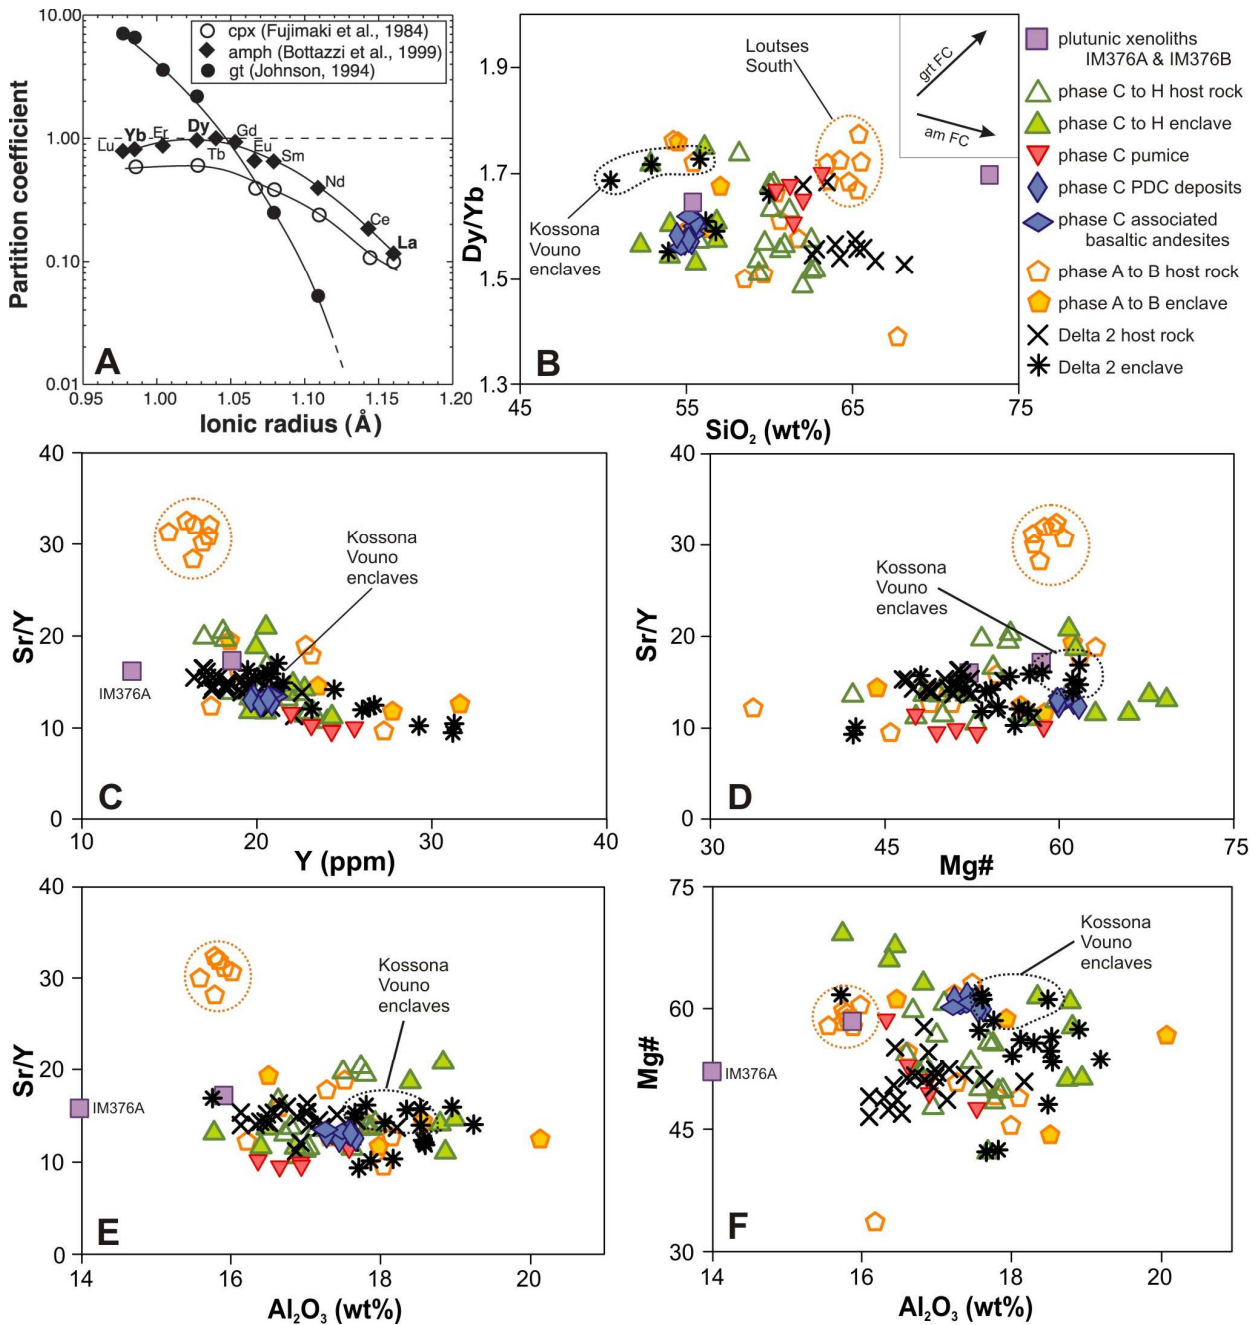 10.00
1.00
0.10
0.01
0.95
1.00
1.05
1.10
1.15
1.20
Partition coefficient
Ionic radius (Å)
cpx (Fujimaki et al., 1984)
amph (Bottazzi et al., 1999)
gt (Johnson, 1994)
Lu
Yb
Er
Dy
Tb
Gd
Eu
Sm
Nd
Ce
La
A
1.9
1.7
1.5
1.3
45
55
65
75
Dy/Yb
SiO₂ (wt%)
Loutses
South
Kossona
Vouno
enclaves
grt FC
am FC
B
plutunic xenoliths
IM376A & IM376B
phase C to H host rock
phase C to H enclave
phase C pumice
phase C PDC deposits
phase C associated
basaltic andesites
phase A to B host rock
phase A to B enclave
Delta 2 host rock
Delta 2 enclave
40
30
20
10
0
10
20
30
40
Sr/Y
Y (ppm)
Kossona
Vouno
enclaves
IM376A
C
40
30
20
10
0
30
45
60
75
Sr/Y
Mg#
Kossona
Vouno
enclaves
D
40
30
20
10
0
14
16
18
20
Sr/Y
Al₂O₃ (wt%)
Kossona
Vouno
enclaves
IM376A
E
75
60
45
30
14
16
18
20
Mg#
Al₂O₃ (wt%)
Kossona
Vouno
enclaves
IM376A
F